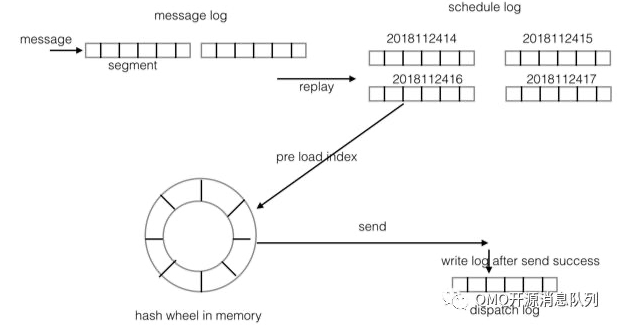 message log
schedule log
message
segment
2018112414
2018112415
2018112416
2018112417
replay
pre load index
send
write log after send success
QMQ开源消息队列
dispatch log
hash wheel in memory